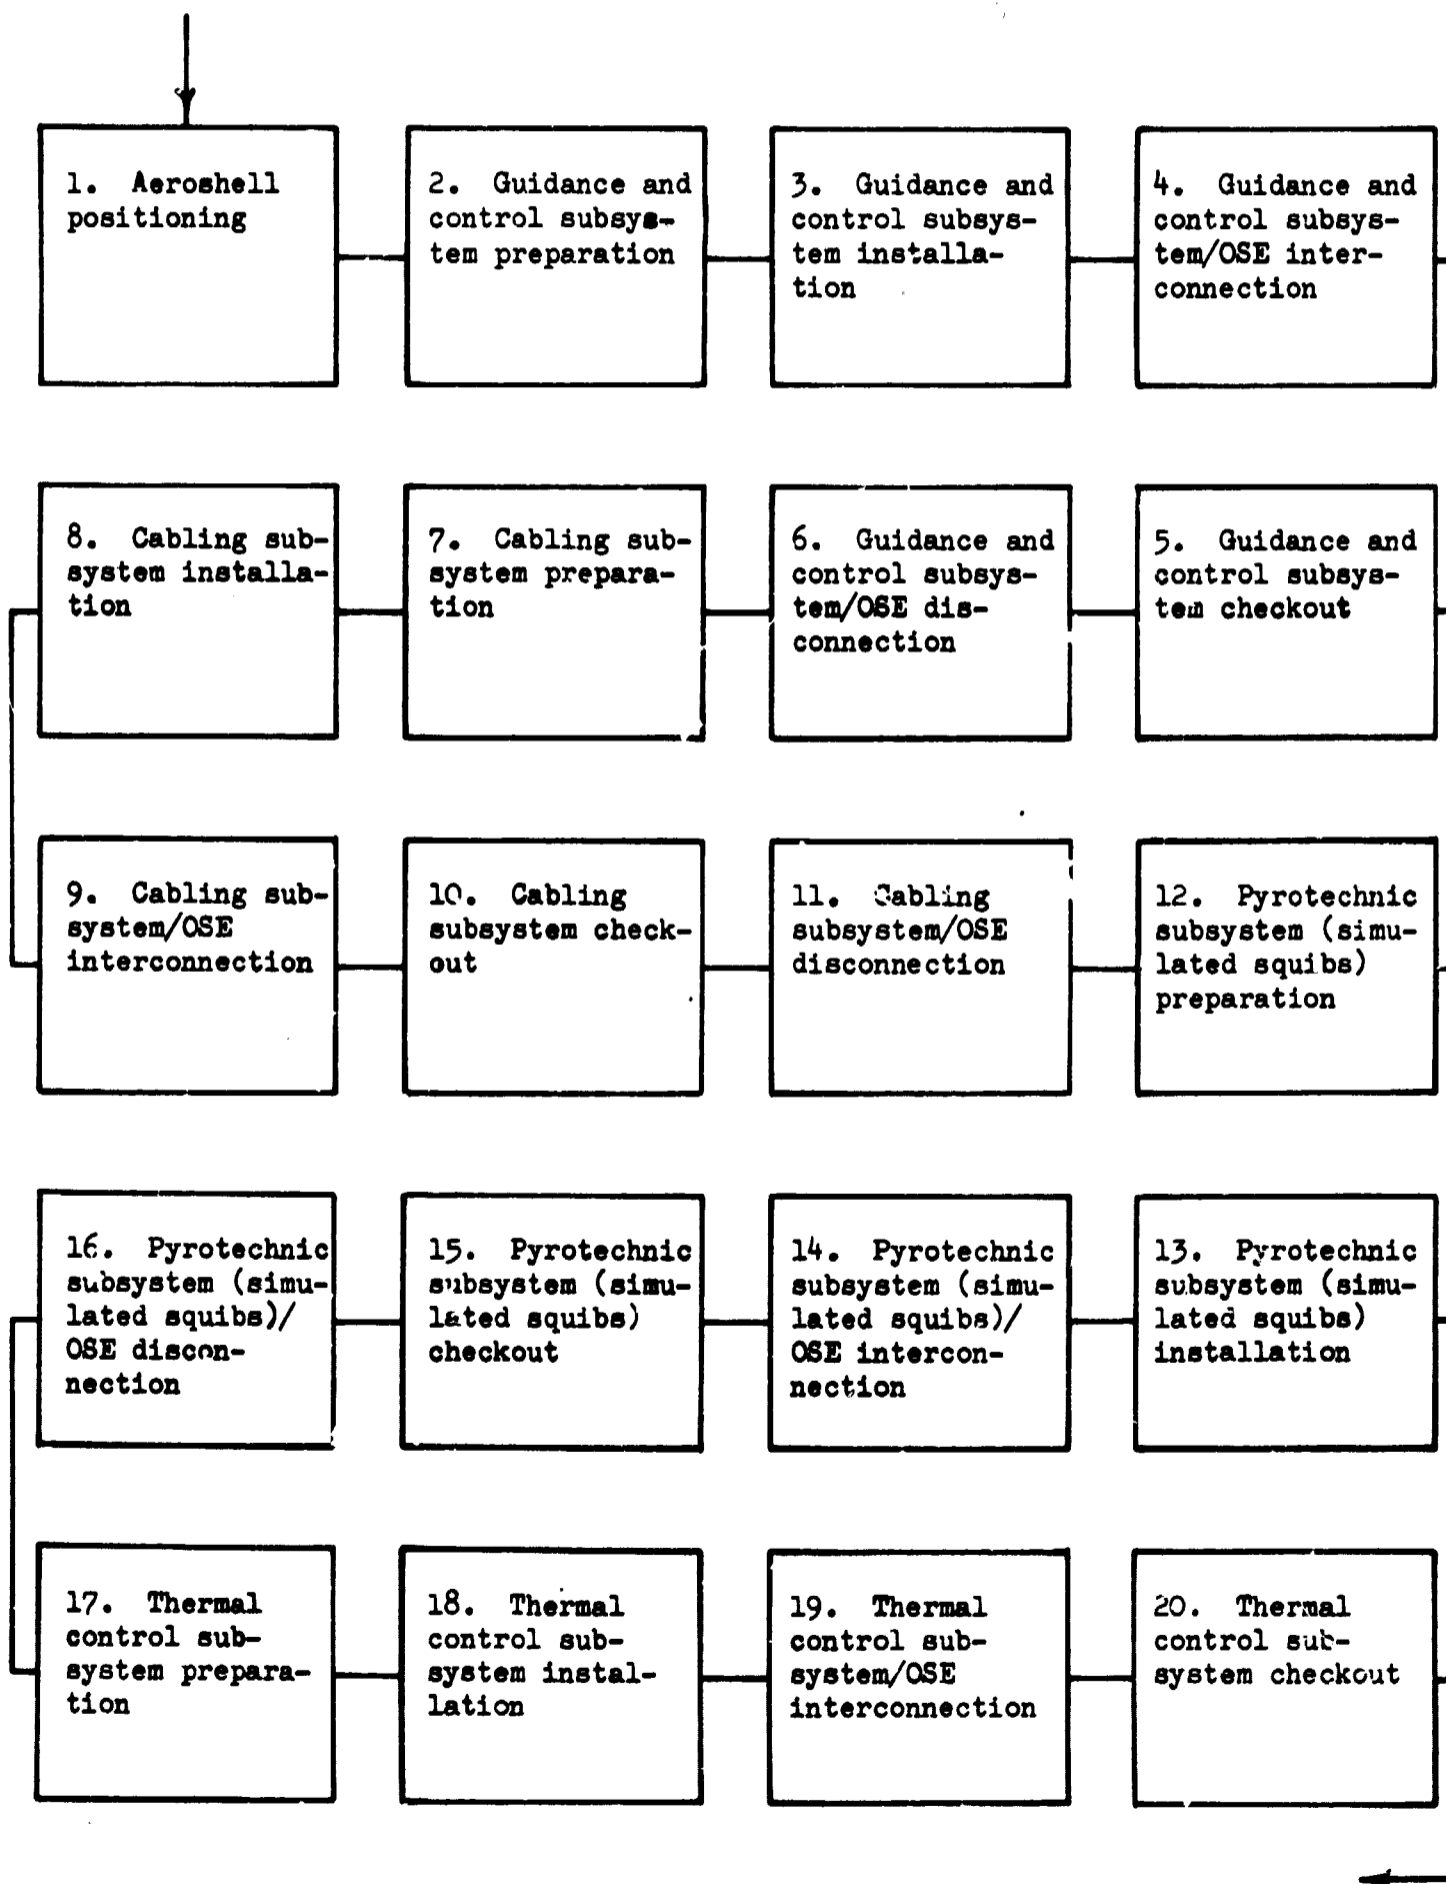 1. Aeroshell
positioning
2. Guidance and
control subsys-
tem preparation
3. Guidance and
control subsys-
tem installa-
tion
4. Guidance and
control subsys-
tem/OSE inter-
connection
8. Cabling sub-
system installa-
tion
7. Cabling sub-
system prepara-
tion
6. Guidance and
control subsys-
tem/OSE dis-
connection
5. Guidance and
control subsys-
tem checkout
9. Cabling sub-
system/OSE
interconnection
10. Cabling
subsystem check-
out
11. Cabling
subsystem/OSE
disconnection
12. Pyrotechnic
subsystem (simu-
lated squibs)
preparation
16. Pyrotechnic
subsystem (simu-
lated squibs)/
OSE discon-
nection
15. Pyrotechnic
subsystem (simu-
lated squibs)
checkout
14. Pyrotechnic
subsystem (simu-
lated squibs)/
OSE intercon-
nection
13. Pyrotechnic
subsystem (simu-
lated squibs)
installation
17. Thermal
control sub-
system prepara-
tion
18. Thermal
control sub-
system instal-
lation
19. Thermal
control sub-
system/OSE
interconnection
20. Thermal
control sub-
system checkout